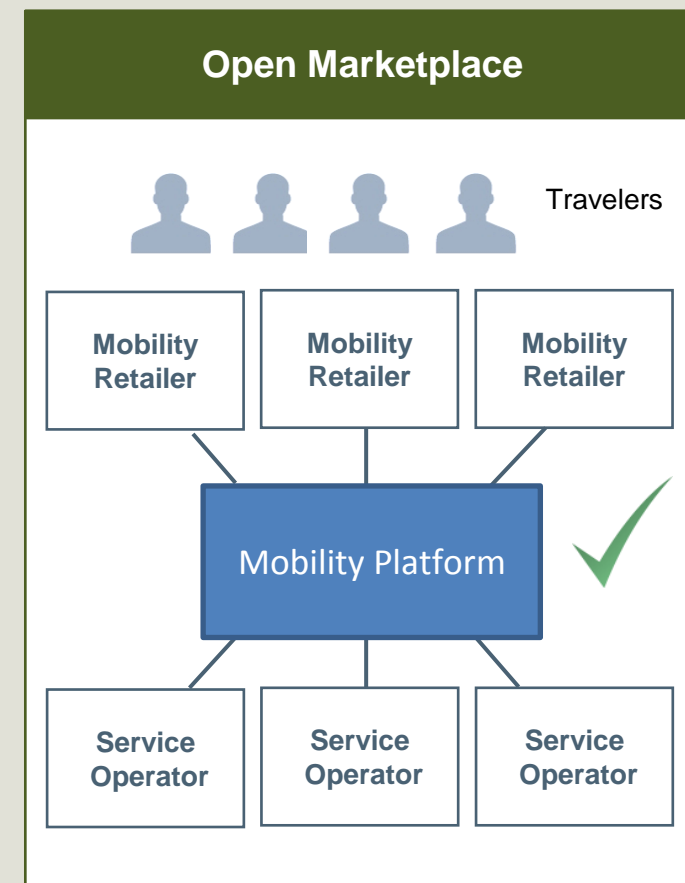 Open Marketplace
Travelers
Mobility
Retailer
Mobility
Retailer
Mobility
Retailer
Mobility Platform
Service
Operator
Service
Operator
Service
Operator